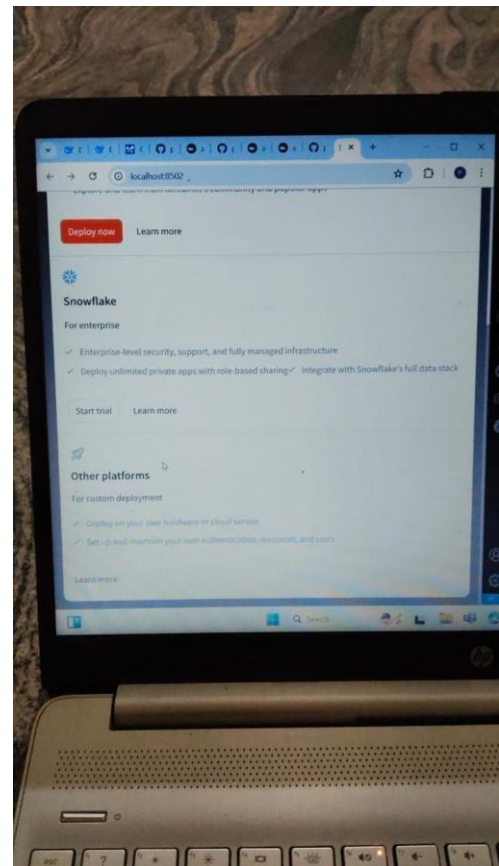 localhost:8502
Deploy now Learn more
Snowflake
For enterprise
✓ Enterprise-level security, support, and fully managed infrastructure
✓ Deploy unlimited private apps with role-based sharing✓ Integrate with Snowflake's full data stack
Start trial Learn more
Other platforms
For custom deployment
✓ Deploy on your own hardware or cloud service
✓ Set up and maintain your own authentication, resources, and costs
Learn more
Search
hp
esc